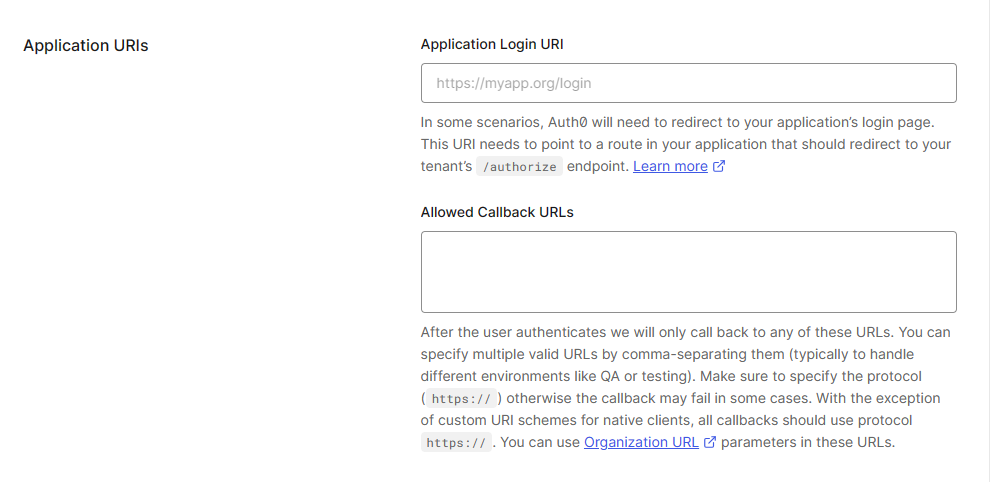 Application URIs
Application Login URI
https://myapp.org/login
In some scenarios, Auth0 will need to redirect to your application's login page.
This URI needs to point to a route in your application that should redirect to your
tenant's /authorize endpoint. Learn more
Allowed Callback URLs
After the user authenticates we will only call back to any of these URLs. You can
specify multiple valid URLs by comma-separating them (typically to handle
different environments like QA or testing). Make sure to specify the protocol
( https:// ) otherwise the callback may fail in some cases. With the exception
of custom URI schemes for native clients, all callbacks should use protocol
https:// . You can use Organization URL parameters in these URLs.